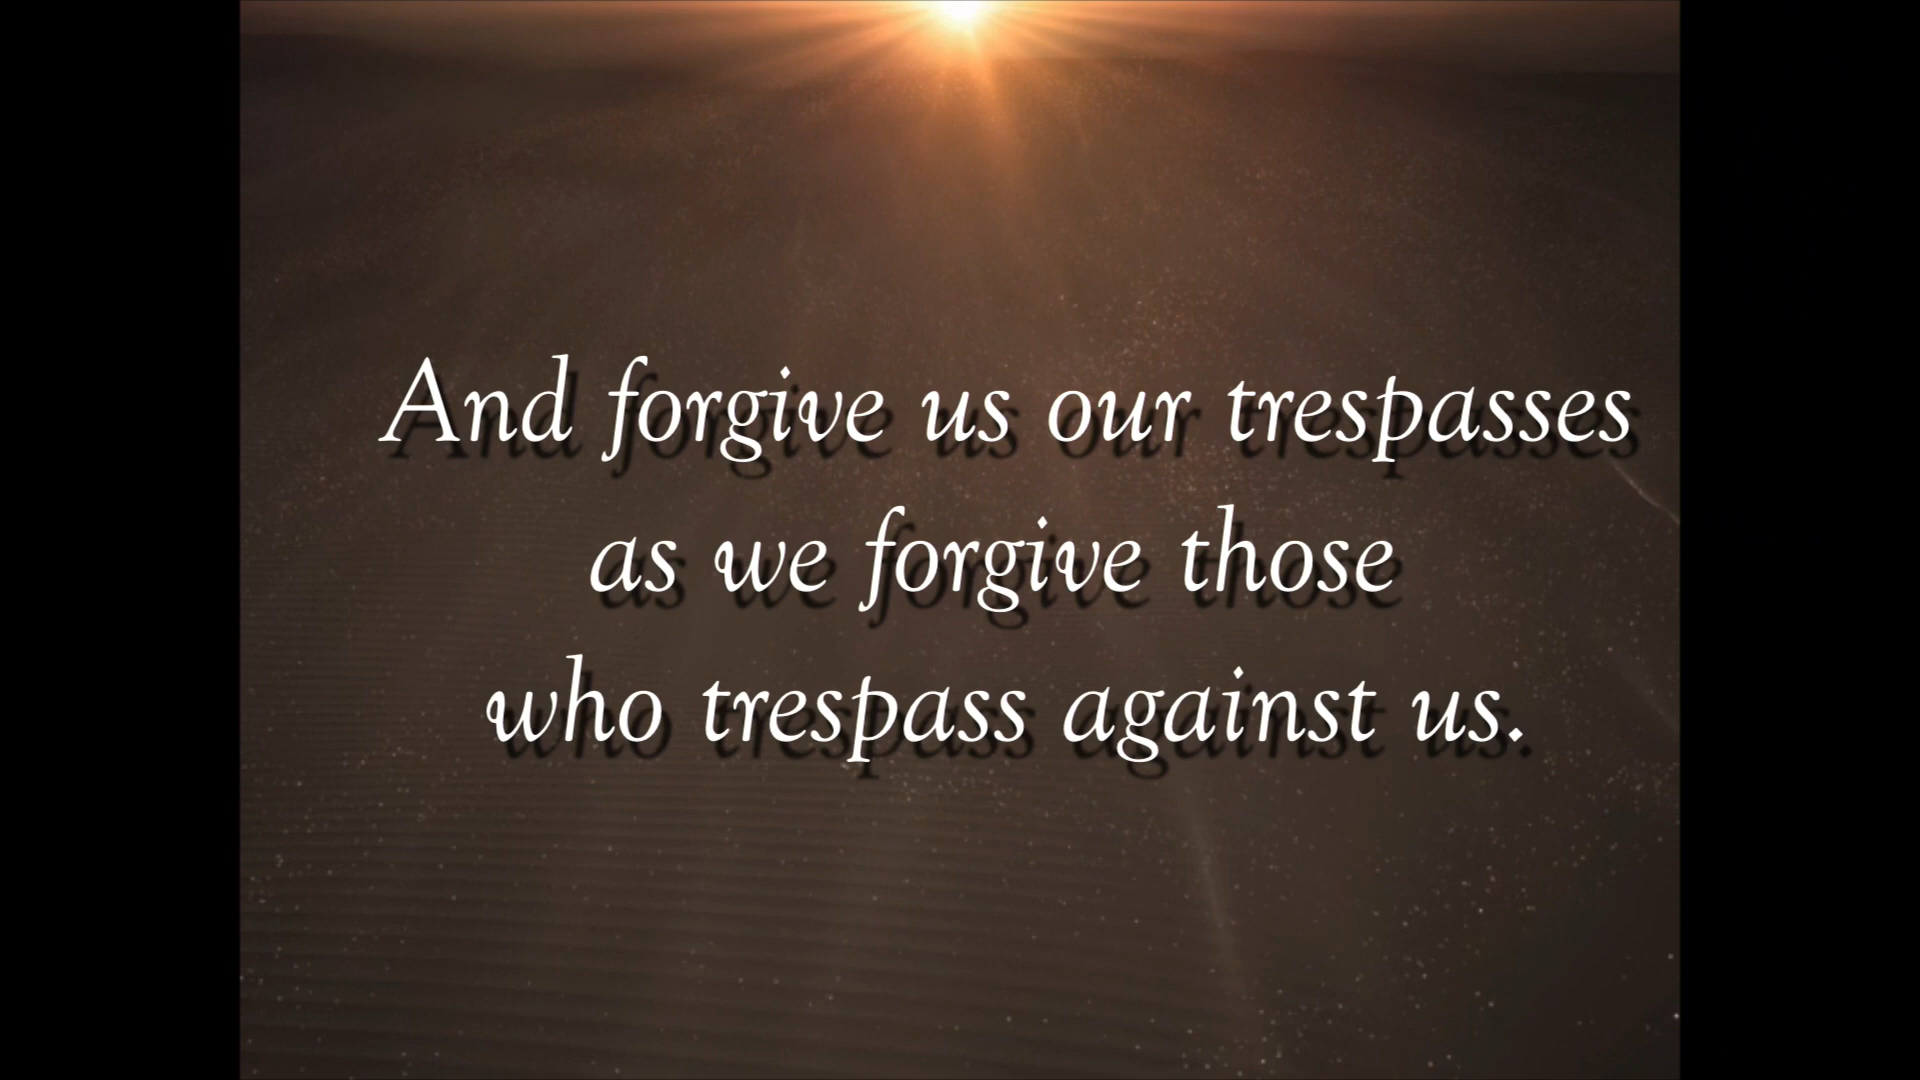 And forgive us our trespasses
as we forgive those
who trespass against us.